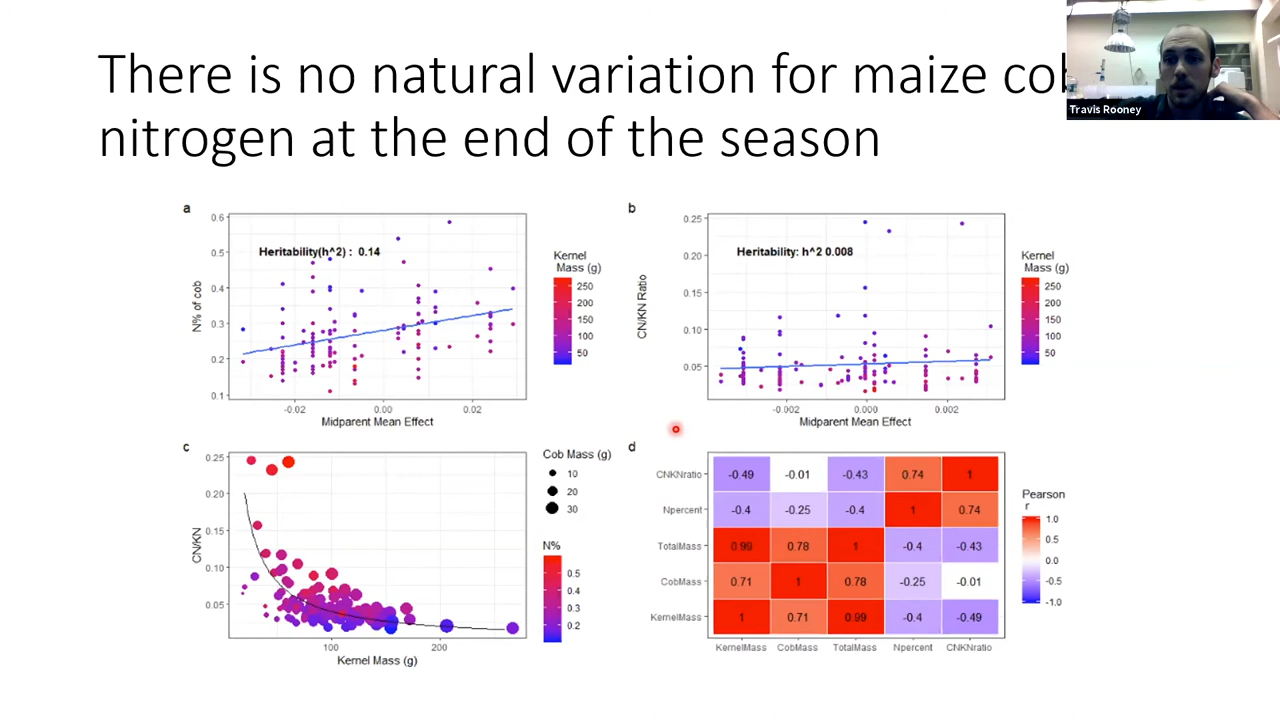 There is no natural variation for maize cob
nitrogen at the end of the season
Travis Rooney
a
0.6
0.5
0.4
0.3
0.2
0.1
N% of cob
Heritability(h^2) : 0.14
-0.02
0.00
0.02
Midparent Mean Effect
Kernel
Mass (g)
250
200
150
100
50
b
0.25
0.20
0.15
0.10
0.05
CN/KN Ratio
Heritability: h^2 0.008
-0.002
0.000
0.002
Midparent Mean Effect
Kernel
Mass (g)
250
200
150
100
50
c
0.25
0.20
0.15
0.10
0.05
CN/KN
100
200
Kernel Mass (g)
Cob Mass (g)
10
20
30
N%
0.5
0.4
0.3
0.2
d
CNKNratio -0.49 -0.01 -0.43 0.74 1
Npercent -0.4 -0.25 -0.4 1 0.74
TotalMass 0.99 0.78 1 -0.4 -0.43
CobMass 0.71 1 0.78 -0.25 -0.01
KernelMass 1 0.71 0.99 -0.4 -0.49
KernelMass CobMass TotalMass Npercent CNKNratio
Pearson
r
1.0
0.5
0.0
-0.5
-1.0